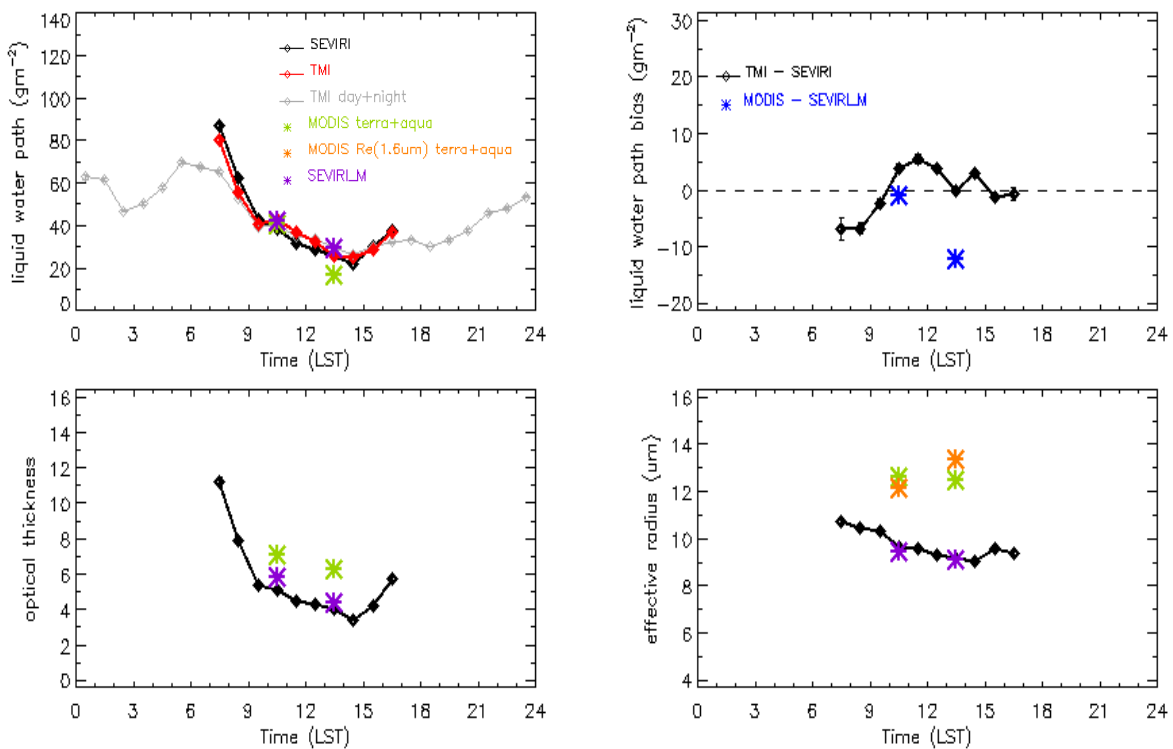 liquid water path (gm⁻²)
140
120
100
80
60
40
20
0
SEVIRI
TMI
TMI day+night
MODIS terra+aqua
MODIS Re(1.6um) terra+aqua
SEVIRI_M
0 3 6 9 12 15 18 21 24
Time (LST)
liquid water path bias (gm⁻²)
30
20
10
0
−10
−20
TMI − SEVIRI
MODIS − SEVIRI_M
0 3 6 9 12 15 18 21 24
Time (LST)
optical thickness
16
14
12
10
8
6
4
2
0
0 3 6 9 12 15 18 21 24
Time (LST)
effective radius (um)
16
14
12
10
8
6
4
0 3 6 9 12 15 18 21 24
Time (LST)